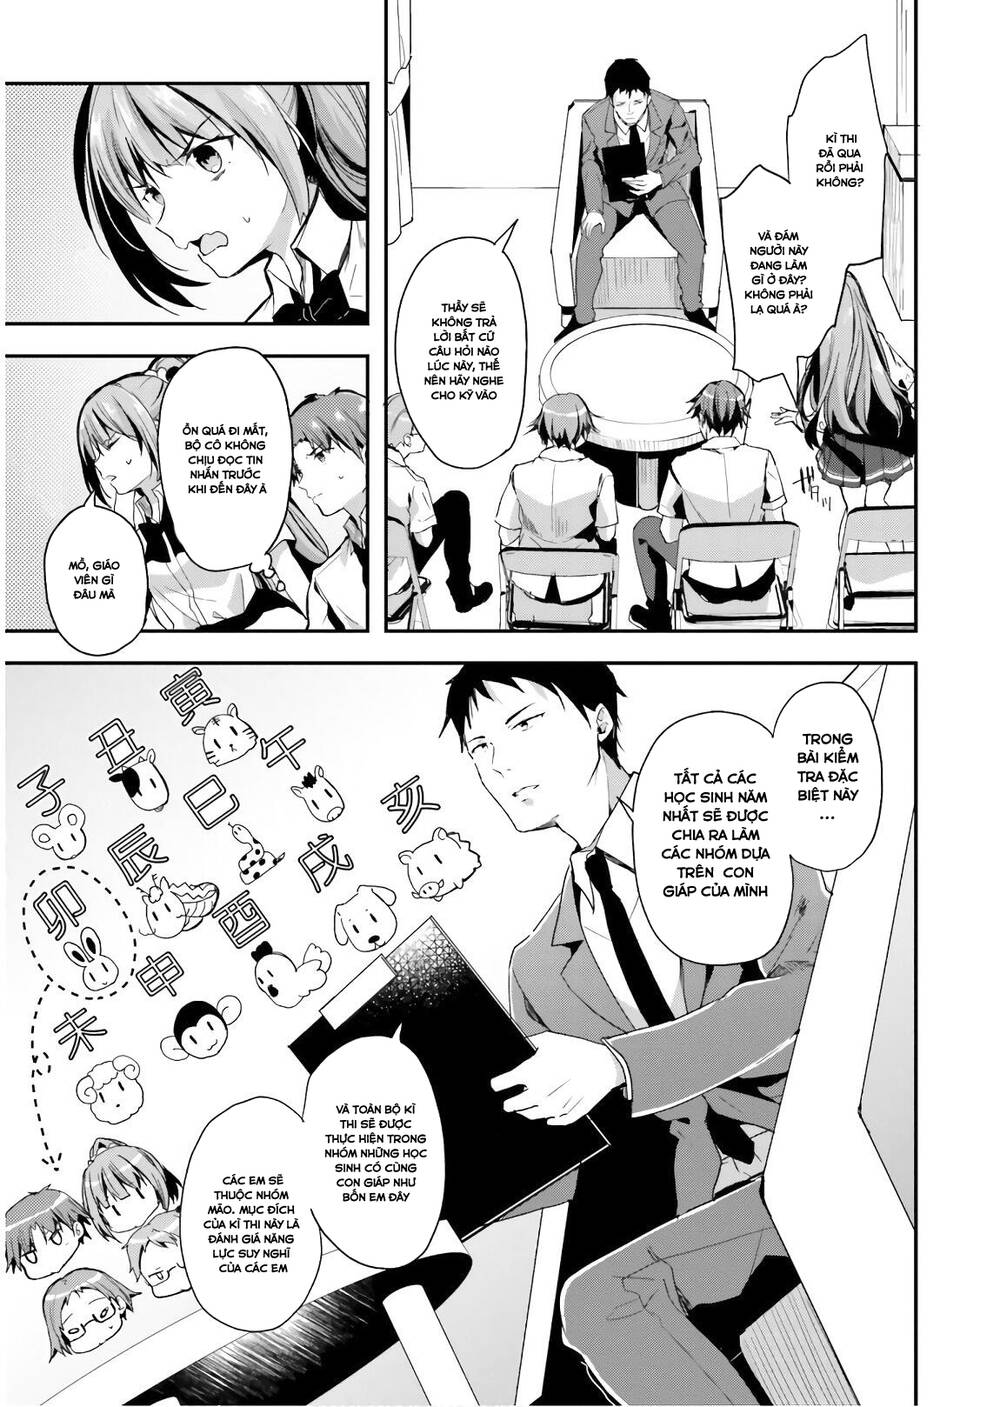 KÌ THI
ĐÃ QUA
RỒI PHẢI
KHÔNG?
VÀ ĐÁM
NGƯỜI NÀY
ĐANG LÀM
GÌ Ở ĐÂY?
KHÔNG PHẢI
LẠ QUÁ À?
THẦY SẼ
KHÔNG TRẢ
LỜI BẤT CỨ
CÂU HỎI NÀO
LÚC NÀY, THẾ
NÊN HÃY NGHE
CHO KỸ VÀO
ガタッ
ỒN QUÁ ĐI MẤT,
BỘ CÔ KHÔNG
CHỊU ĐỌC TIN
NHẮN TRƯỚC
KHI ĐẾN ĐÂY À
MỒ, GIÁO
VIÊN GÌ
ĐÂU MÀ
TRONG
BÀI KIỂM
TRA ĐẶC
BIỆT NÀY
...
TẤT CẢ CÁC
HỌC SINH NĂM
NHẤT SẼ ĐƯỢC
CHIA RA LÀM
CÁC NHÓM DỰA
TRÊN CON
GIÁP CỦA MÌNH
寅
丑
午
子
巳
亥
辰
戌
卯
酉
申
未
VÀ TOÀN BỘ KÌ
THI SẼ ĐƯỢC
THỰC HIỆN TRONG
NHÓM NHỮNG HỌC
SINH CÓ CÙNG
CON GIÁP NHƯ
BỐN EM ĐÂY
CÁC EM SẼ
THUỘC NHÓM
MÃO. MỤC ĐÍCH
CỦA KÌ THI NÀY LÀ
ĐÁNH GIÁ NĂNG
LỰC SUY NGHĨ
CỦA CÁC EM